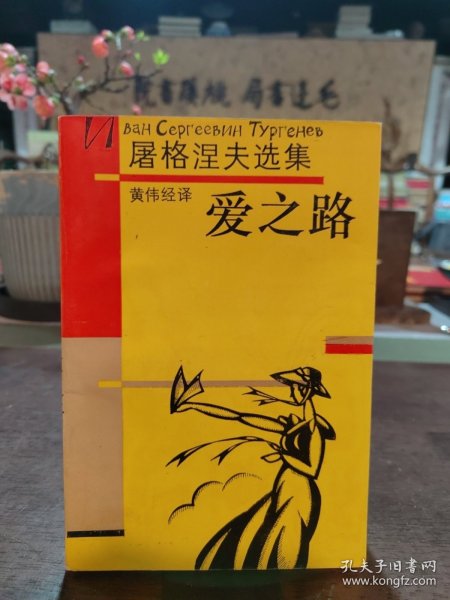 Иван Сергеевин Тургенев
屠格涅夫选集
黄伟经译
爱之路
孔夫子旧书网
www.kongfz.com